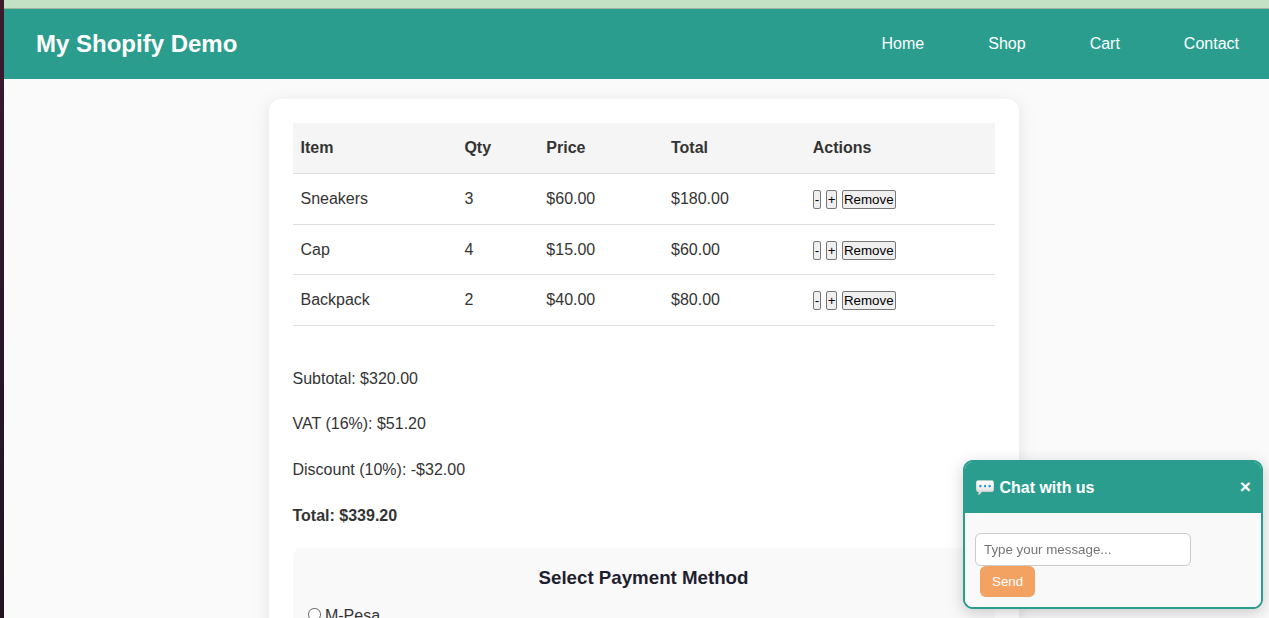 My Shopify Demo Home Shop Cart Contact
Item Qty Price Total Actions
Sneakers 3 $60.00 $180.00 - + Remove
Cap 4 $15.00 $60.00 - + Remove
Backpack 2 $40.00 $80.00 - + Remove
Subtotal: $320.00
VAT (16%): $51.20
Discount (10%): -$32.00
Total: $339.20
Select Payment Method
M-Pesa
💬 Chat with us ×
Type your message...
Send